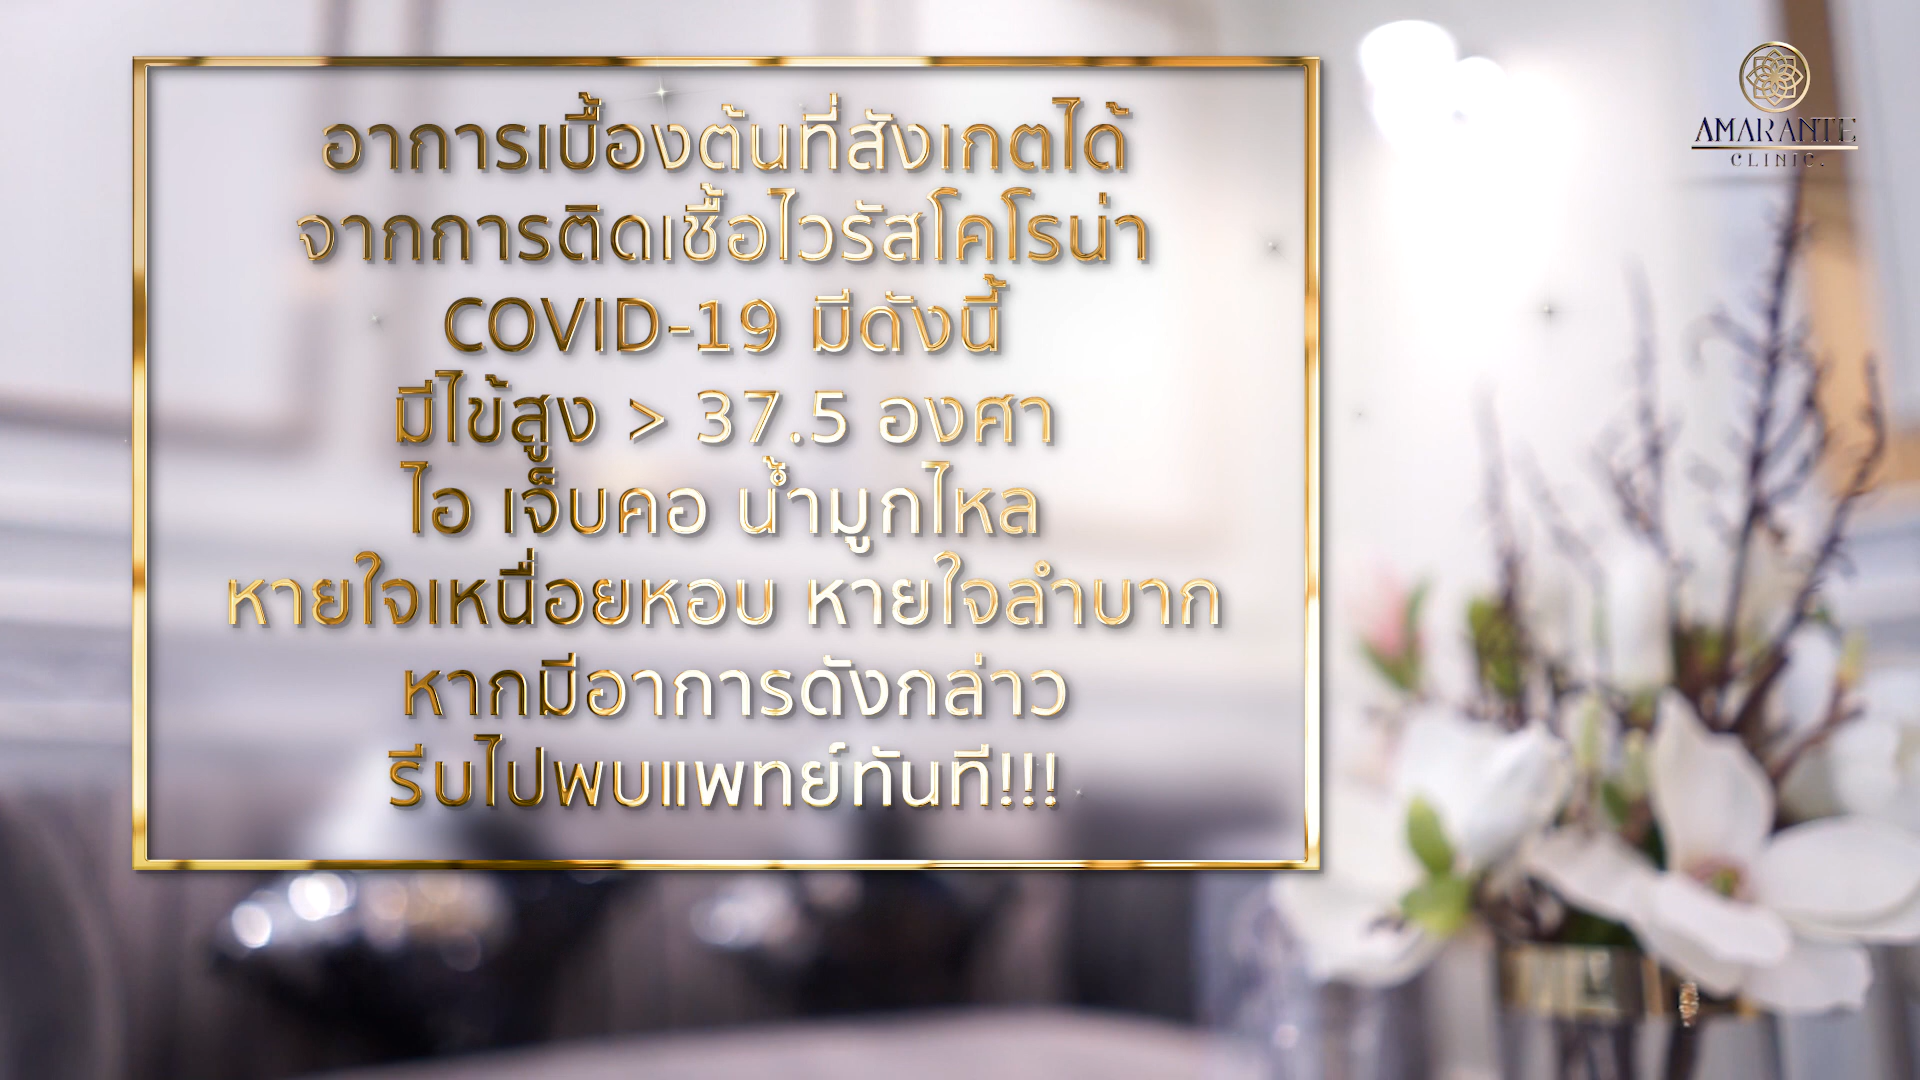 อาการเบื้องต้นที่สังเกตได้
จากการติดเชื้อไวรัสโคโรน่า
COVID-19 มีดังนี้
มีไข้สูง > 37.5 องศา
ไอ เจ็บคอ น้ำมูกไหล
หายใจเหนื่อยหอบ หายใจลำบาก
หากมีอาการดังกล่าว
รีบไปพบแพทย์ทันที!!!
AMARANTE
CLINIC.